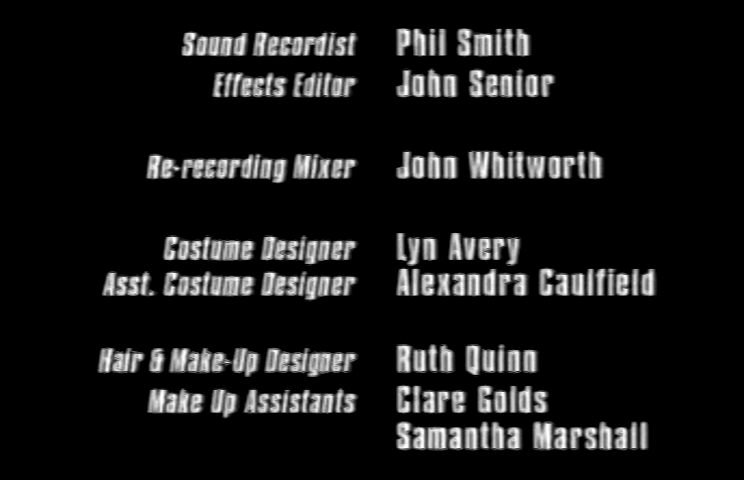 Sound Recordist Phil Smith
Effects Editor John Senior
Re-recording Mixer John Whitworth
Costume Designer Lyn Avery
Asst. Costume Designer Alexandra Caulfield
Hair & Make-Up Designer Ruth Quinn
Make Up Assistants Clare Golds
Samantha Marshall